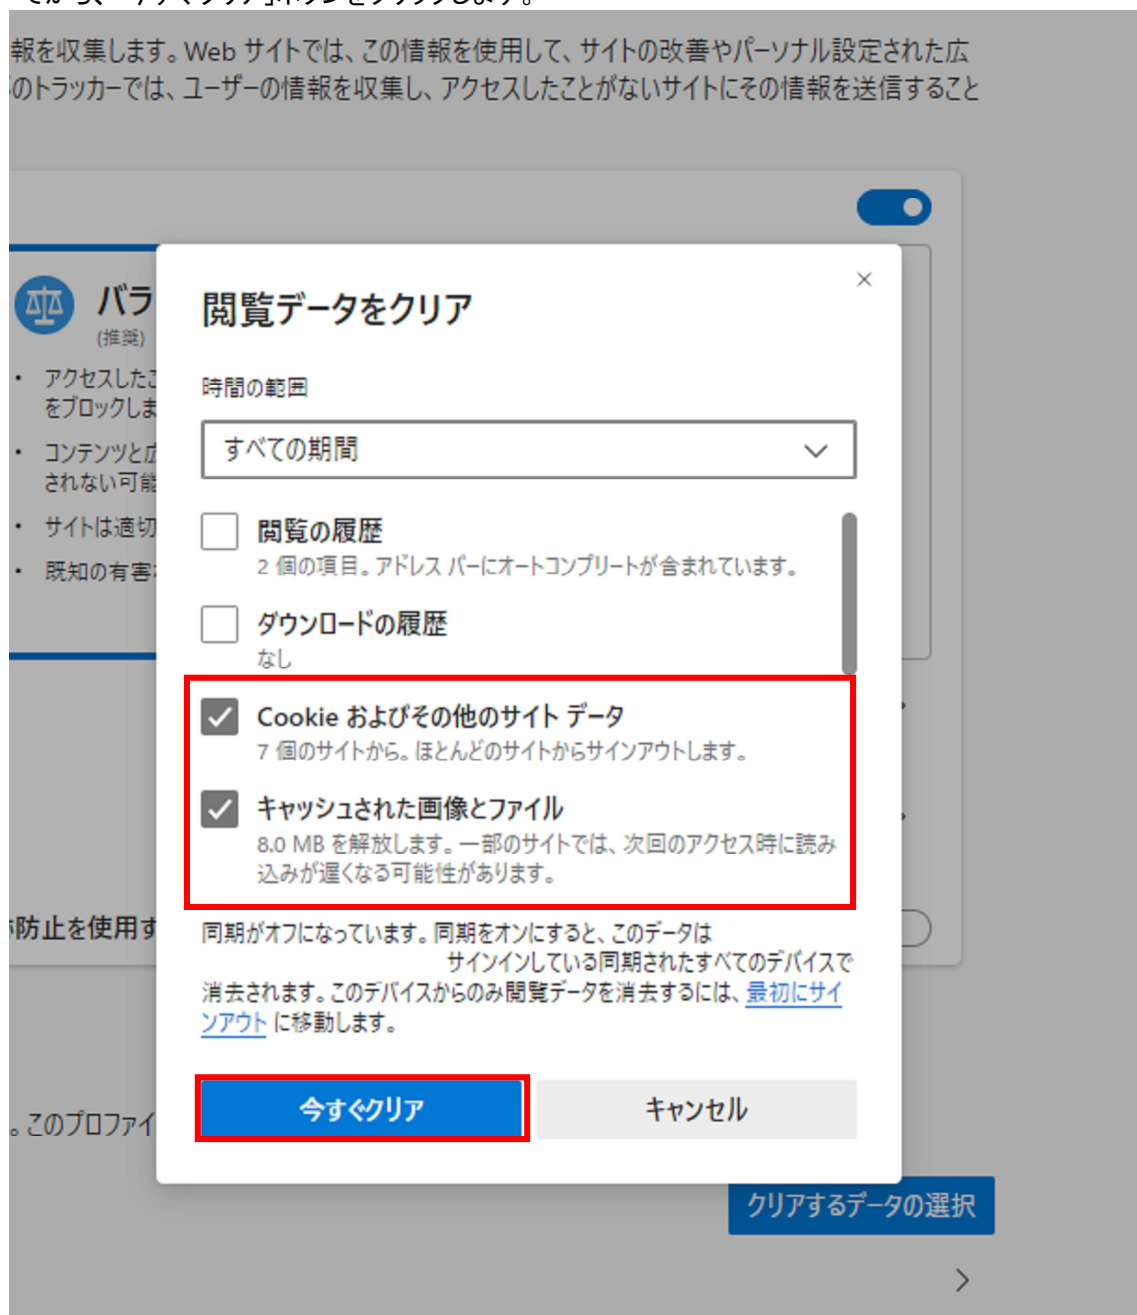 報を収集します。Web サイトでは、この情報を使用して、サイトの改善やパーソナル設定された広
のトラッカーでは、ユーザーの情報を収集し、アクセスしたことがないサイトにその情報を送信すること
バラ
(推奨)
• アクセスしたこ
をブロックしま
• コンテンツと広
されない可能
• サイトは適切
• 既知の有害
閲覧データをクリア
時間の範囲
すべての期間
閲覧の履歴
2 個の項目。アドレス バーにオートコンプリートが含まれています。
ダウンロードの履歴
なし
Cookie およびその他のサイト データ
7 個のサイトから。ほとんどのサイトからサインアウトします。
キャッシュされた画像とファイル
8.0 MB を解放します。一部のサイトでは、次回のアクセス時に読み
込みが遅くなる可能性があります。
防止を使用す
同期がオフになっています。同期をオンにすると、このデータは
サインインしている同期されたすべてのデバイスで
消去されます。このデバイスからのみ閲覧データを消去するには、最初にサイ
ンアウト に移動します。
今すぐクリア
キャンセル
。このプロファイ
クリアするデータの選択